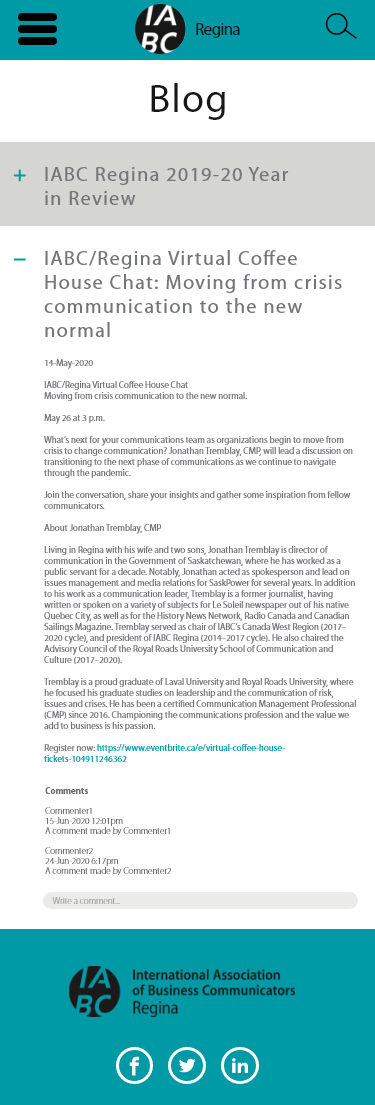 IA
BC
Regina
Blog
+ IABC Regina 2019-20 Year
in Review
– IABC/Regina Virtual Coffee
House Chat: Moving from crisis
communication to the new
normal
14-May-2020
IABC/Regina Virtual Coffee House Chat
Moving from crisis communication to the new normal.
May 26 at 3 p.m.
What's next for your communications team as organizations begin to move from
crisis to change communication? Jonathan Tremblay, CMP, will lead a discussion on
transitioning to the next phase of communications as we continue to navigate
through the pandemic.
Join the conversation, share your insights and gather some inspiration from fellow
communicators.
About Jonathan Tremblay, CMP
Living in Regina with his wife and two sons, Jonathan Tremblay is director of
communication in the Government of Saskatchewan, where he has worked as a
public servant for a decade. Notably, Jonathan acted as spokesperson and lead on
issues management and media relations for SaskPower for several years. In addition
to his work as a communication leader, Tremblay is a former journalist, having
written or spoken on a variety of subjects for Le Soleil newspaper out of his native
Quebec City, as well as for the History News Network, Radio Canada and Canadian
Sailings Magazine. Tremblay served as chair of IABC's Canada West Region (2017–
2020 cycle), and president of IABC Regina (2014–2017 cycle). He also chaired the
Advisory Council of the Royal Roads University School of Communication and
Culture (2017–2020).
Tremblay is a proud graduate of Laval University and Royal Roads University, where
he focused his graduate studies on leadership and the communication of risk,
issues and crises. He has been a certified Communication Management Professional
(CMP) since 2016. Championing the communications profession and the value we
add to business is his passion.
Register now: https://www.eventbrite.ca/e/virtual-coffee-house-
tickets-104911246362
Comments
Commenter1
15-Jun-2020 12:01pm
A comment made by Commenter1
Commenter2
24-Jun-2020 6:17pm
A comment made by Commenter2
Write a comment...
IA
BC
International Association
of Business Communicators
Regina
f
in